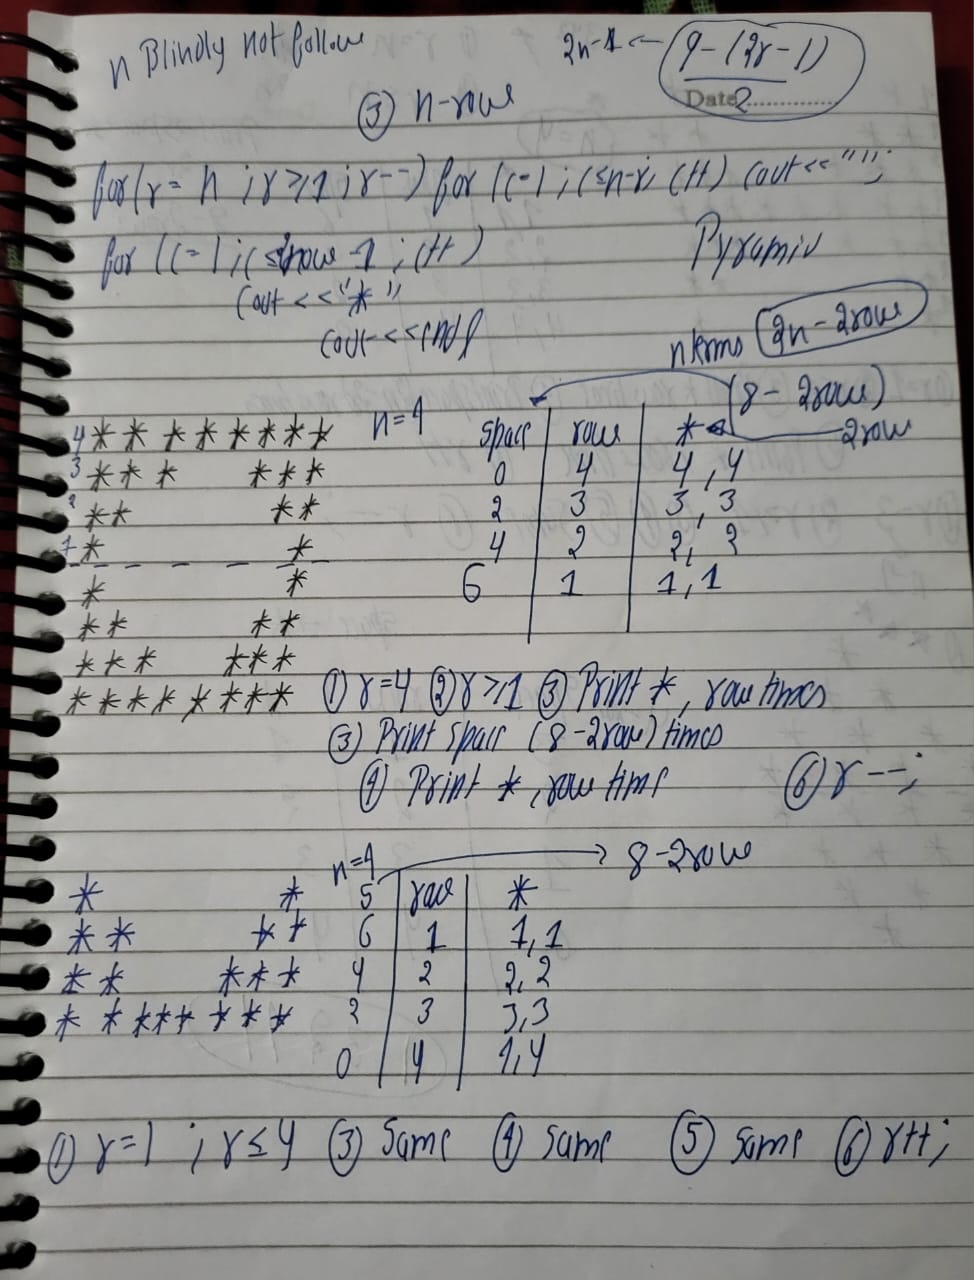 n Blindly not follow
2n-1 <- 9-(2r-1)
Date2..............
③ n-row
for(r= n ; r≥1 ; r--) for (c=1 ; c≤n-r; c++) cout<<" ";
for (c=1 ; c≤ row-1 ; c++)
Pyramid
cout <<"*"
cout<<endl
n terms 2n-2row
(8-2row)
n=4 space | row | * 2row
4 * * * * * * * * 0 | 4 | 4,4
3 * * * * * * 2 | 3 | 3,3
2 * * * * 4 | 2 | 2,2
1 * * 6 | 1 | 1,1
* *
* * * *
* * * * * *
* * * * * * * *
① r=4 ② r≥1 ③ Print *, row times
③ Print space (8-2row) times
④ Print *, row time ⑥ r--;
n=4 → 8-2row
* * S | row | *
* * * * 6 | 1 | 1,1
* * * * * 4 | 2 | 2,2
* * * * * * * * 2 | 3 | 3,3
0 | 4 | 4,4
① r=1 ; r≤4 ③ Same ④ Same ⑤ Same ⑥ r++;